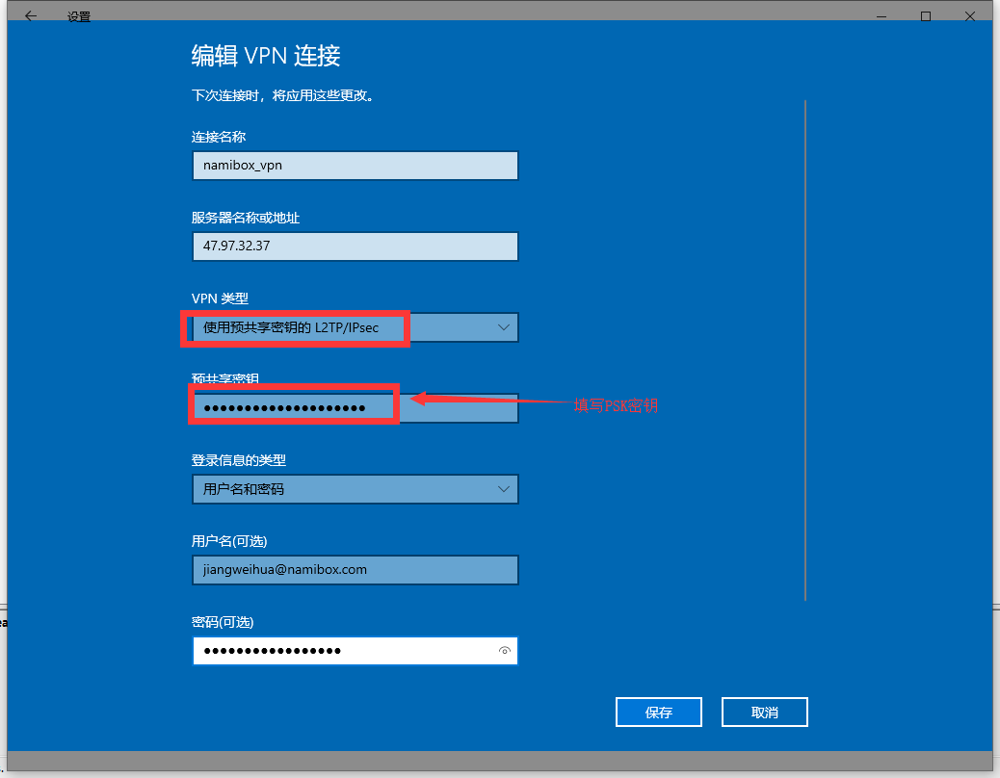 设置
编辑 VPN 连接
下次连接时，将应用这些更改。
连接名称
namibox_vpn
服务器名称或地址
47.97.32.37
VPN 类型
使用预共享密钥的 L2TP/IPsec
预共享密钥
●●●●●●●●●●●●●●●●●●●●
填写PSK密钥
登录信息的类型
用户名和密码
用户名(可选)
jiangweihua@namibox.com
密码(可选)
●●●●●●●●●●●●●●●●●
保存 取消